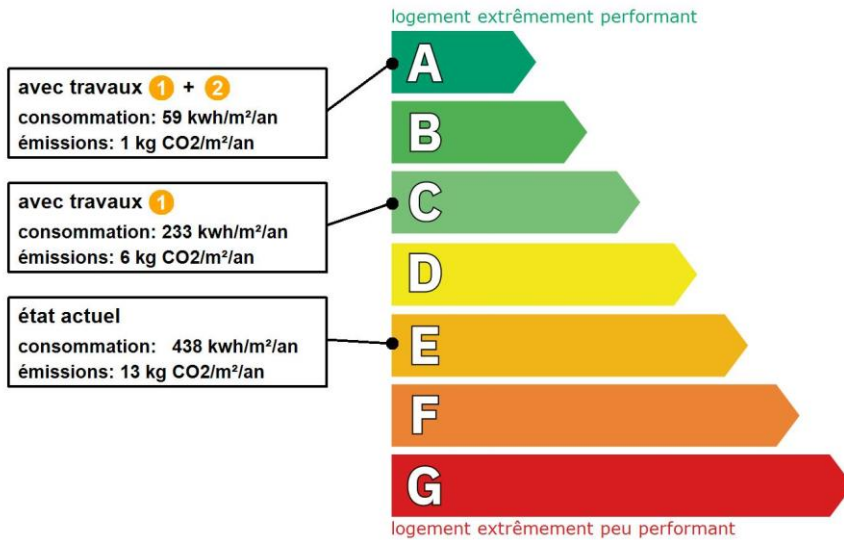 logement extrêmement performant
A
avec travaux 1 + 2
consommation: 59 kwh/m²/an
émissions: 1 kg CO2/m²/an
B
avec travaux 1
consommation: 233 kwh/m²/an
émissions: 6 kg CO2/m²/an
C
D
état actuel
consommation: 438 kwh/m²/an
émissions: 13 kg CO2/m²/an
E
F
G
logement extrêmement peu performant